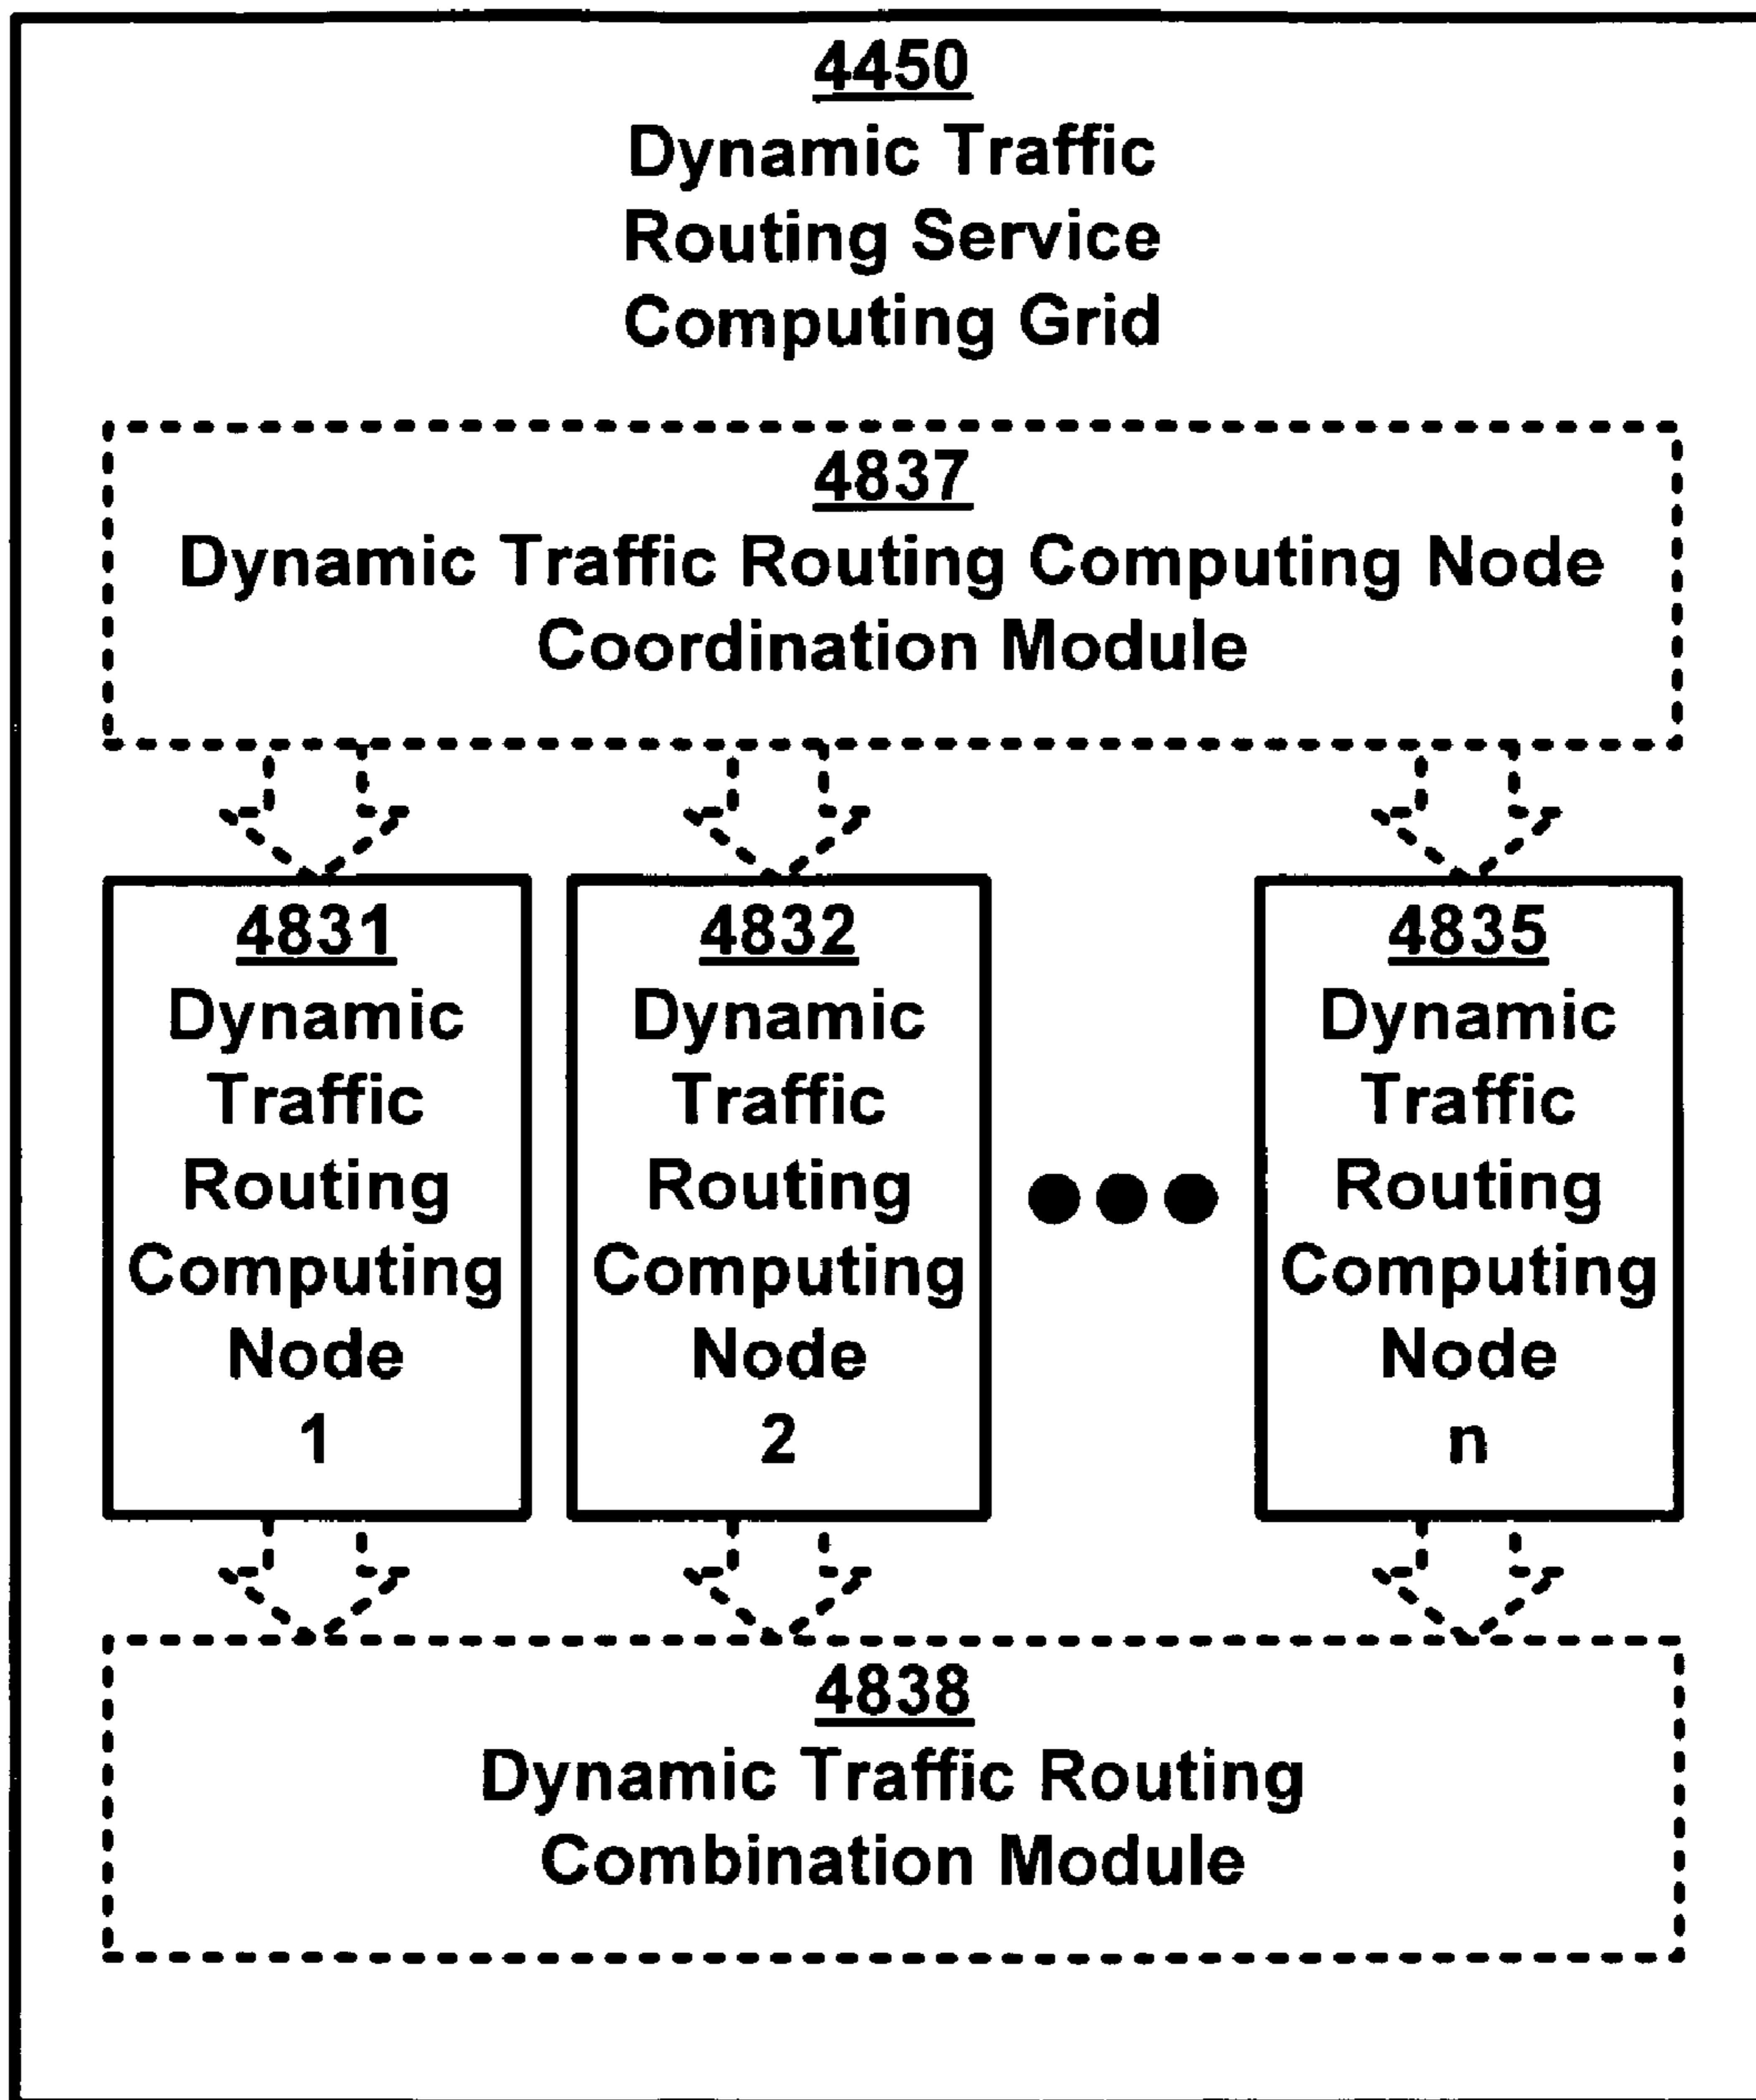 4450
Dynamic Traffic
Routing Service
Computing Grid
4837
Dynamic Traffic Routing Computing Node
Coordination Module
4831
Dynamic
Traffic
Routing
Computing
Node
1
4832
Dynamic
Traffic
Routing
Computing
Node
2
4835
Dynamic
Traffic
Routing
Computing
Node
n
4838
Dynamic Traffic Routing
Combination Module